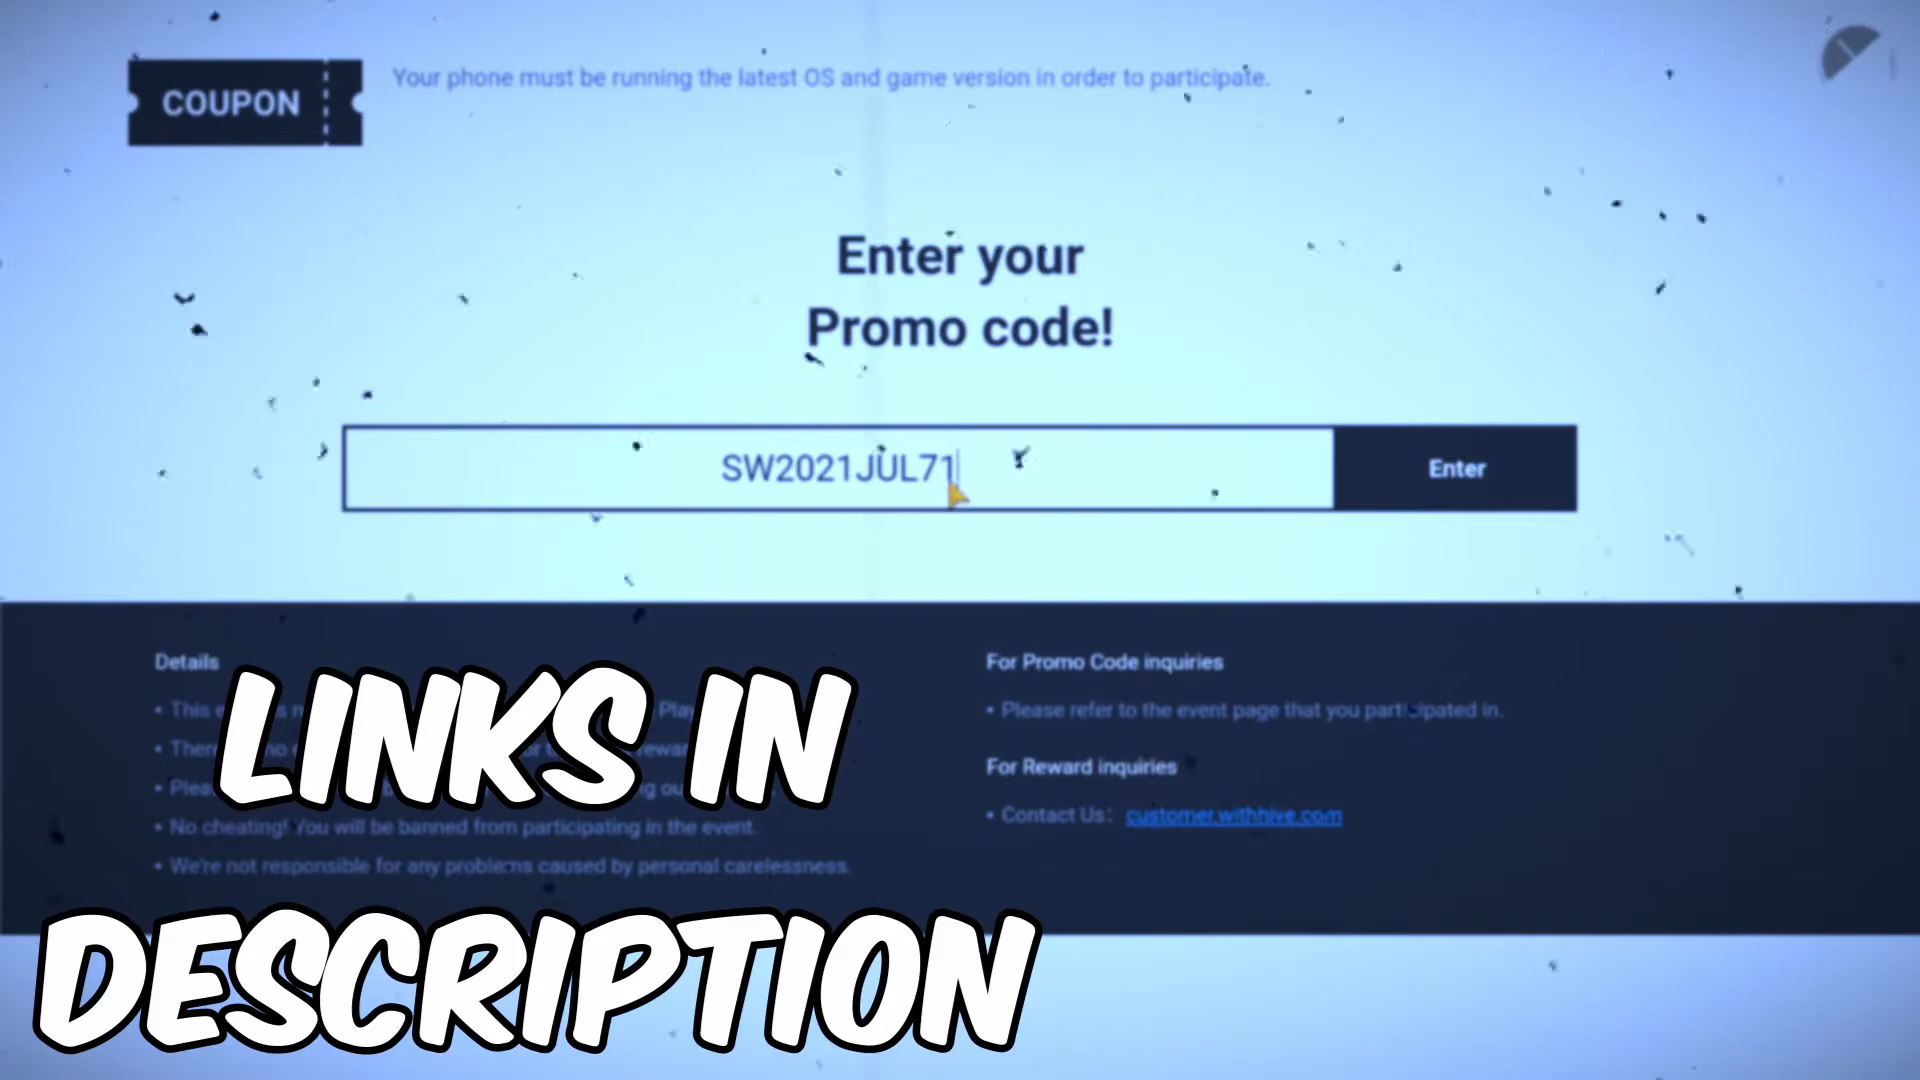 COUPON
Your phone must be running the latest OS and game version in order to participate.
Enter your
Promo code!
SW2021JUL71
Enter
Details
• This
• No cheating! You will be banned from participating in the event.
• We're not responsible for any problems caused by personal carelessness.
For Promo Code inquiries
• Please refer to the event page that you participated in.
For Reward inquiries
• Contact Us: customer.withhive.com
LINKS IN
DESCRIPTION